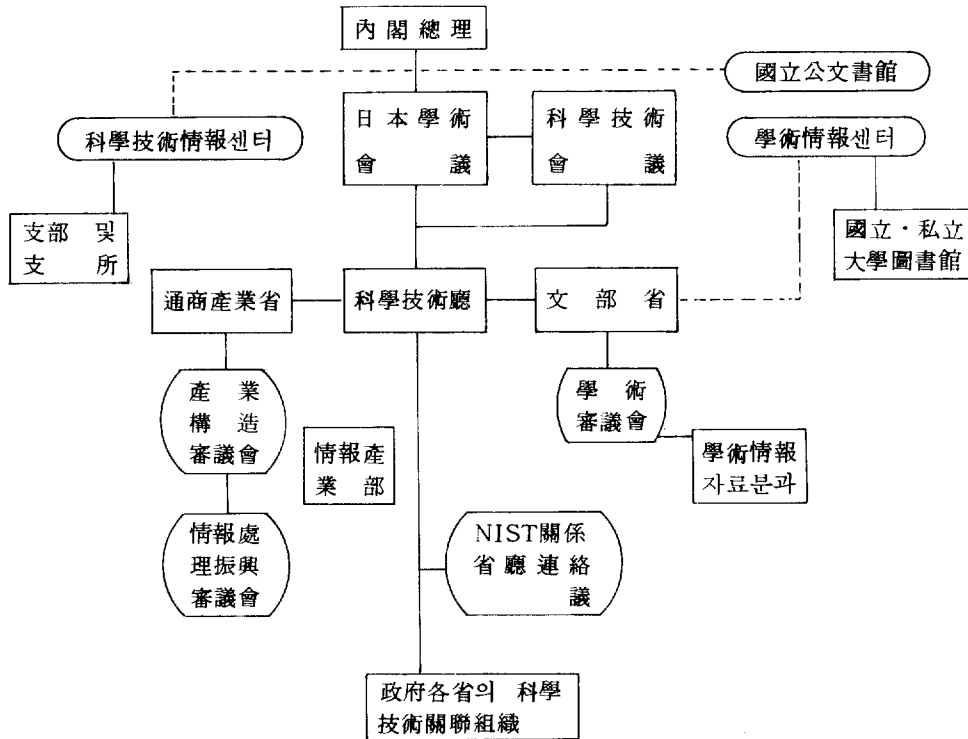 內閣總理
國立公文書館
日本學術
會議
科學技術
會議
科學技術情報센터
學術情報센터
支部 및
支所
國立·私立
大學圖書館
通商產業省
科學技術廳
文部省
產業
構造
審議會
學術
審議會
情報產
業部
學術情報
자료분과
情報處
理振興
審議會
NIST關係
省廳連絡
議
政府各省의 科學
技術關聯組織